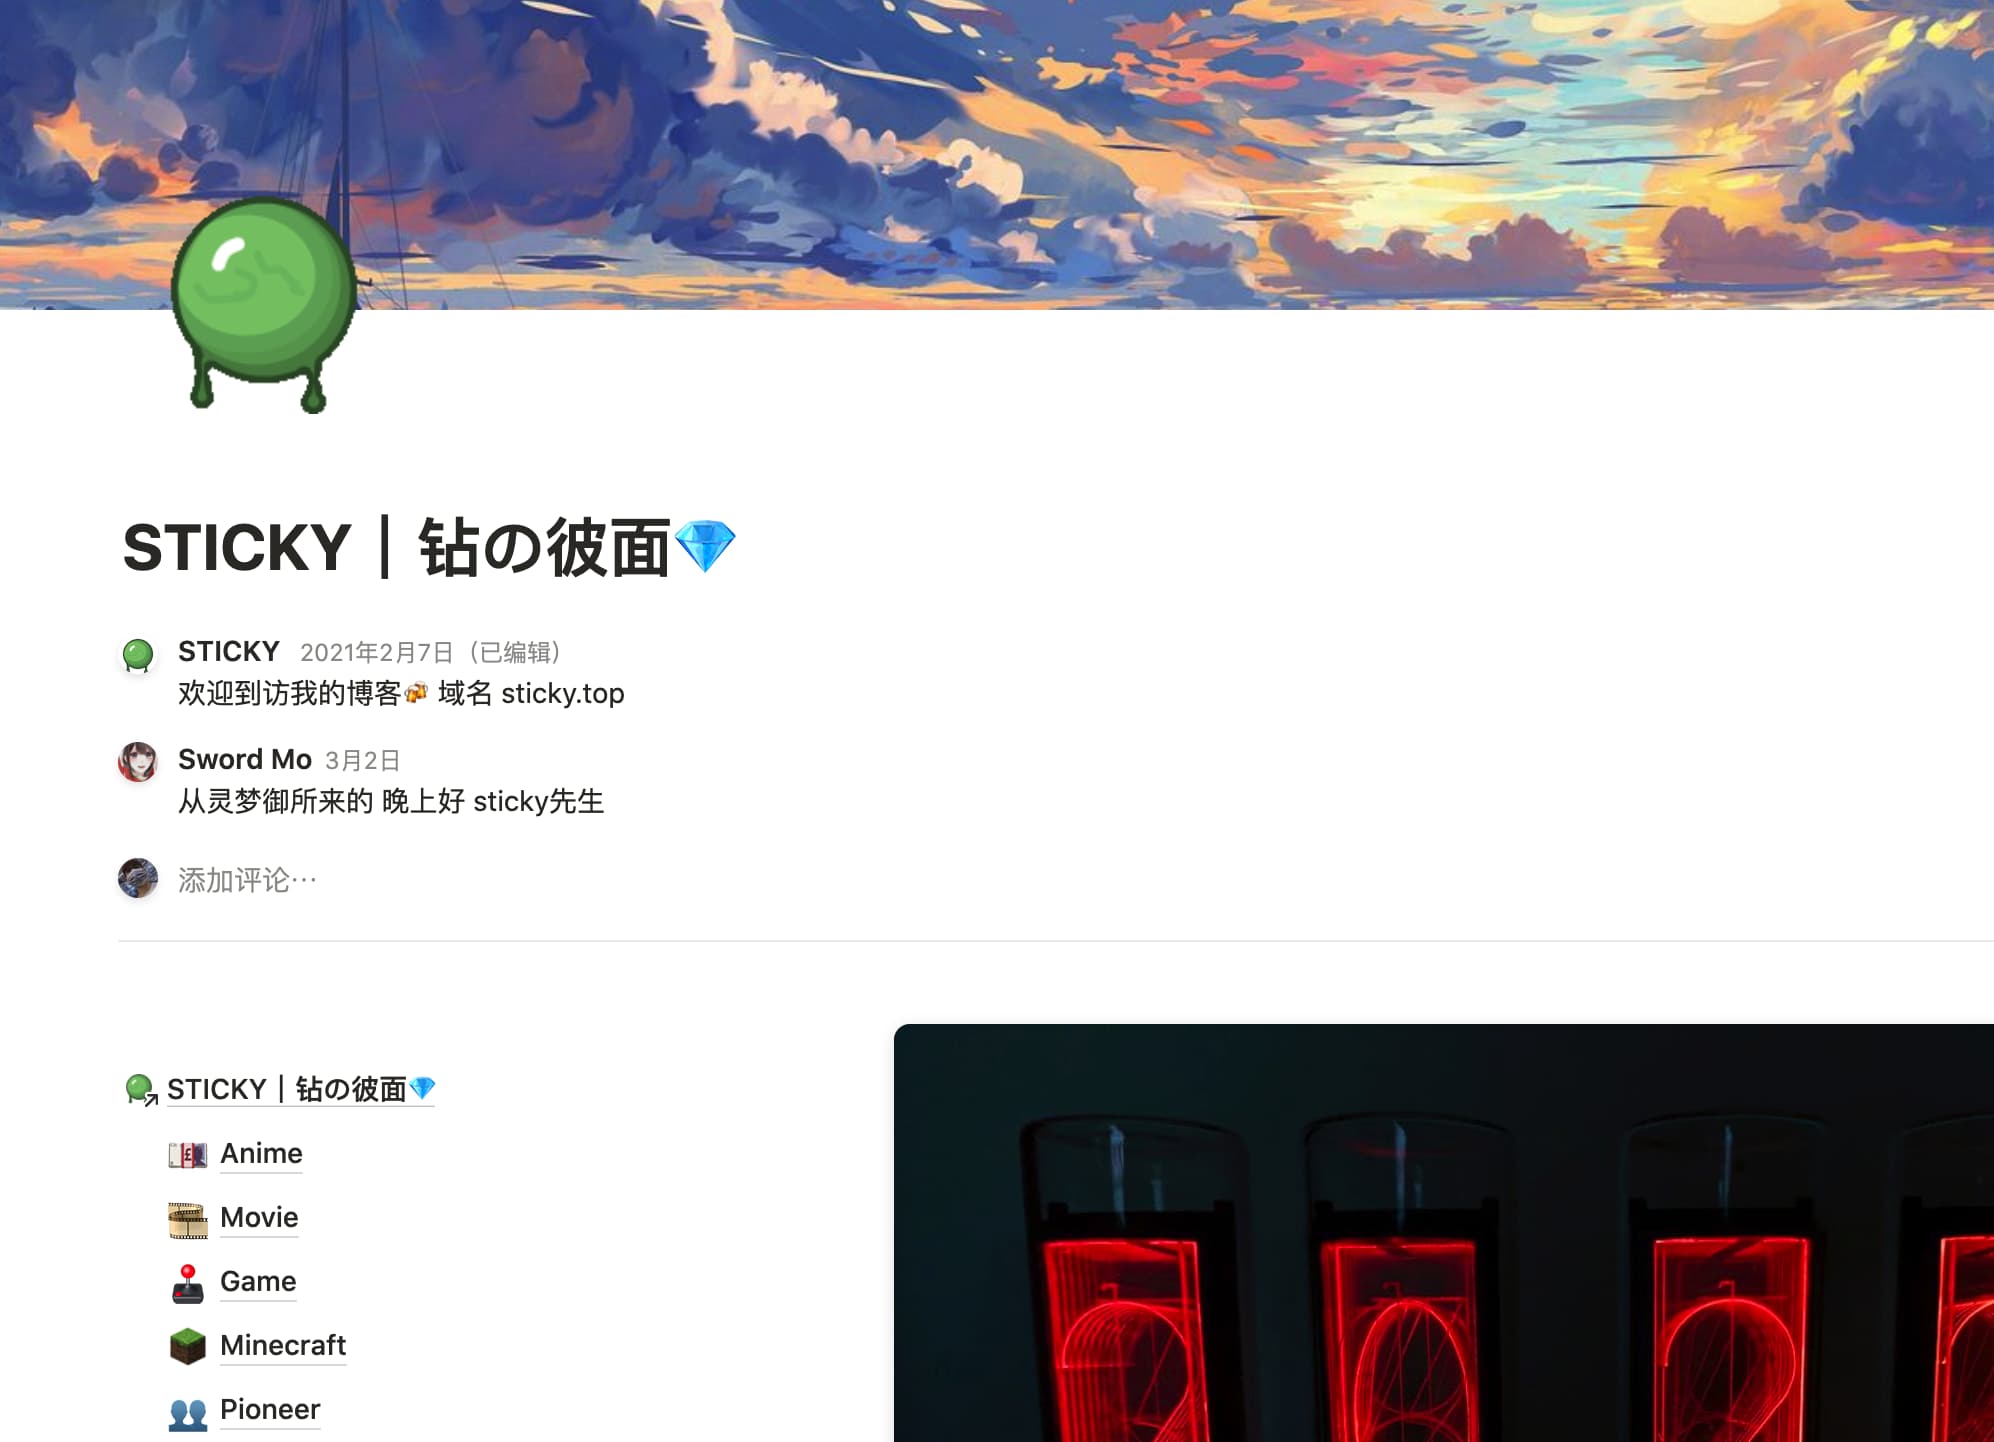 STICKY｜钻の彼面💎
STICKY 2021年2月7日（已编辑）
欢迎到访我的博客🍻 域名 sticky.top
Sword Mo 3月2日
从灵梦御所来的 晚上好 sticky先生
添加评论…
STICKY｜钻の彼面💎
Anime
Movie
Game
Minecraft
Pioneer